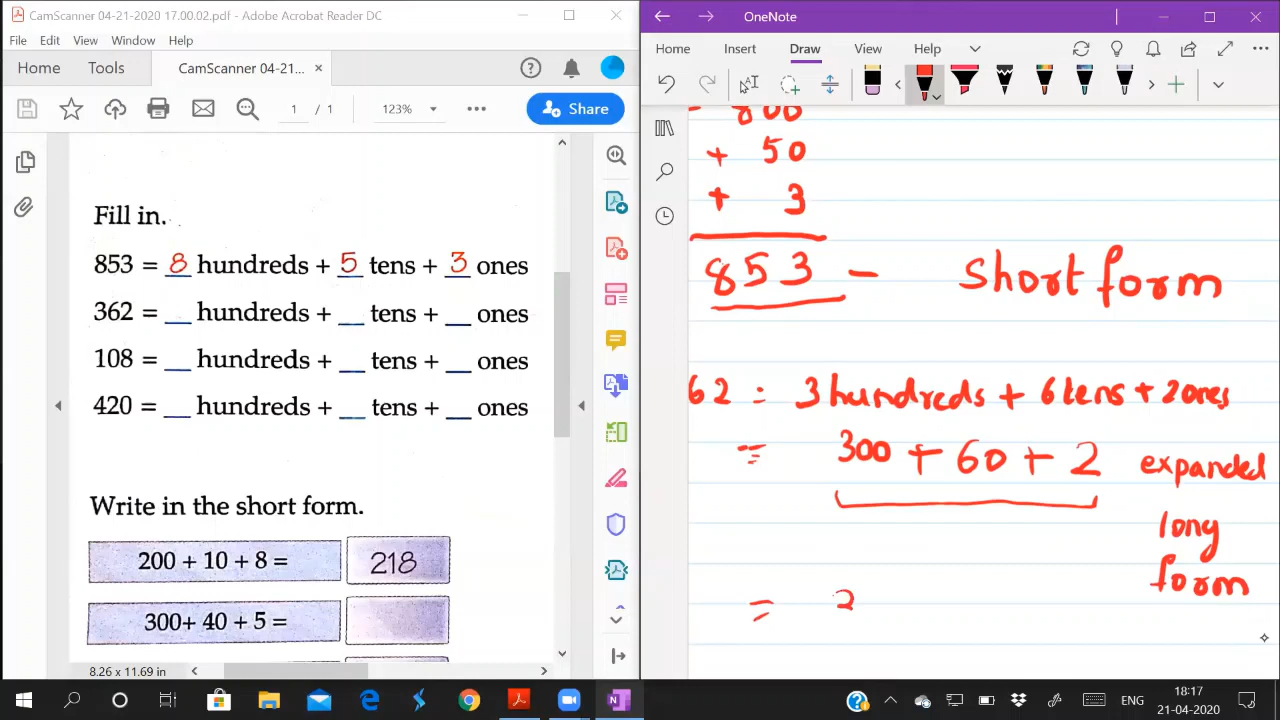 CamScanner 04-21-2020 17.00.02.pdf - Adobe Acrobat Reader DC
File Edit View Window Help
Home Tools CamScanner 04-21... ×
1 / 1 123% Share
Fill in.
853 = 8 hundreds + 5 tens + 3 ones
362 = __ hundreds + __ tens + __ ones
108 = __ hundreds + __ tens + __ ones
420 = __ hundreds + __ tens + __ ones
Write in the short form.
200 + 10 + 8 = 218
300+ 40 + 5 =
8.26 x 11.69 in
OneNote
Home Insert Draw View Help
800
+ 50
+ 3
853 - Short form
62 = 3 hundreds + 6 tens + 2 ones
= 300 + 60 + 2 expanded
long
form
=
ENG
18:17
21-04-2020